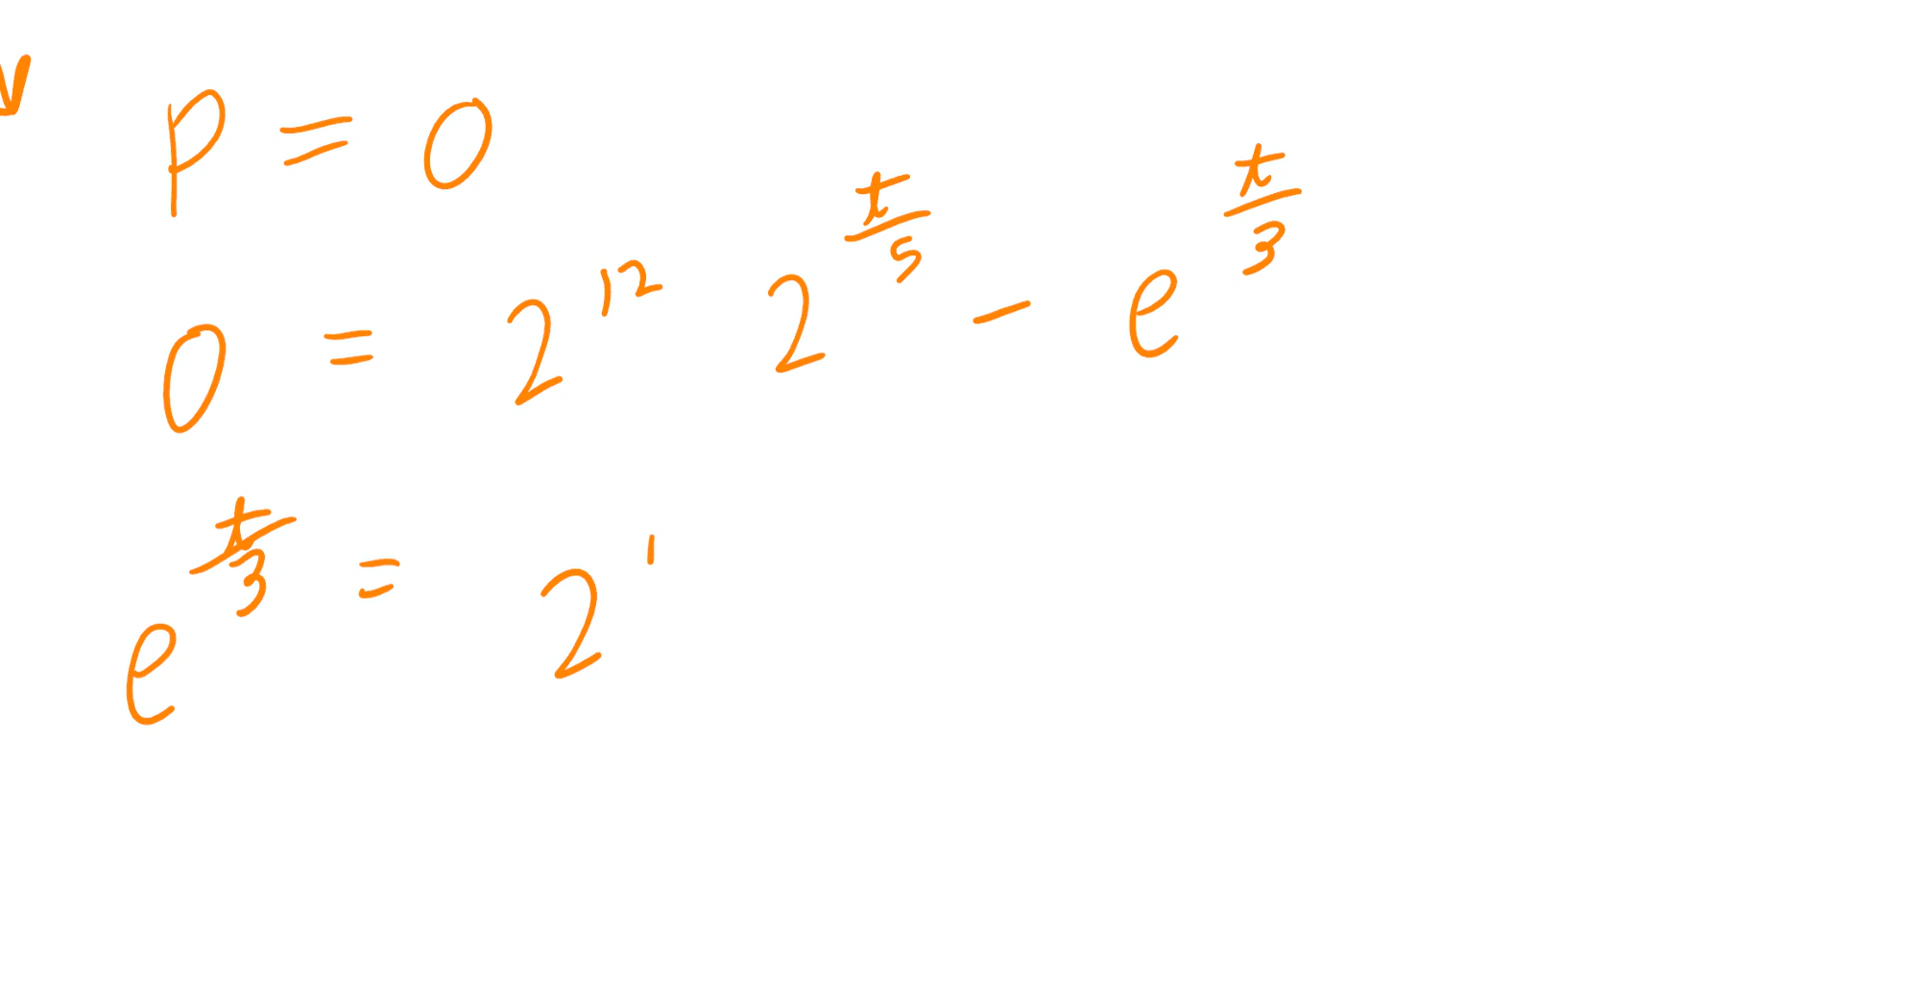 P = 0
0 = 2^12 2^(t/5) - e^(t/3)
e^(t/3) = 2^1